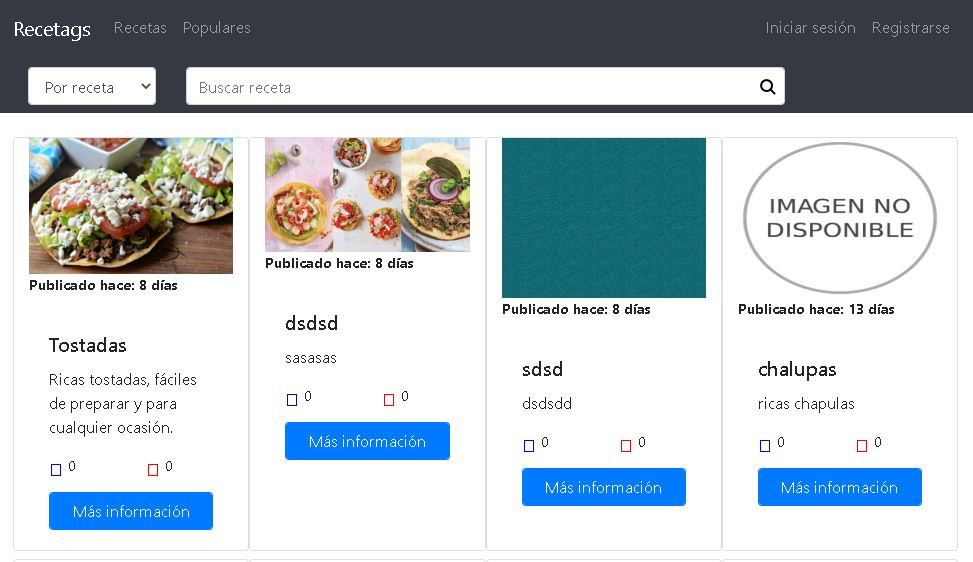 Recetags Recetas Populares Iniciar sesión Registrarse
Por receta Buscar receta
Publicado hace: 8 días
Tostadas
Ricas tostadas, fáciles
de preparar y para
cualquier ocasión.
0 0
Más información
Publicado hace: 8 días
dsdsd
sasasas
0 0
Más información
Publicado hace: 8 días
sdsd
dsdsdd
0 0
Más información
IMAGEN NO
DISPONIBLE
Publicado hace: 13 días
chalupas
ricas chapulas
0 0
Más información